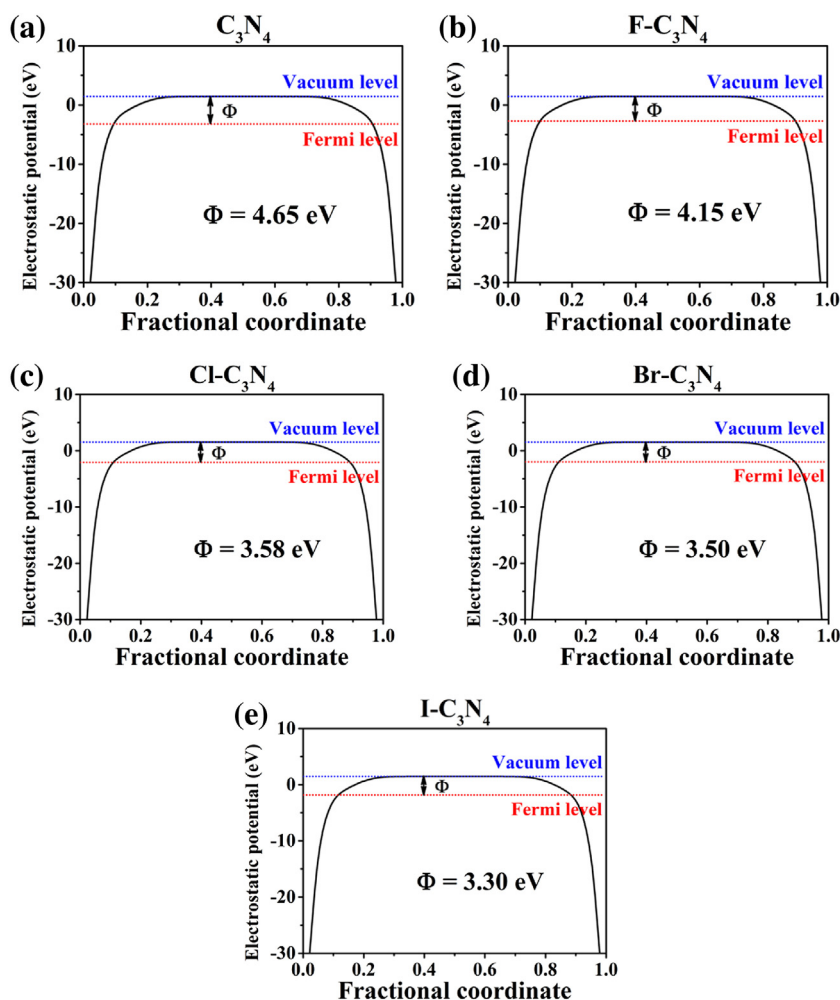 (a)
C₃N₄
Electrostatic potential (eV)
10
0
-10
-20
-30
Vacuum level
Φ
Fermi level
Φ = 4.65 eV
0.0 0.2 0.4 0.6 0.8 1.0
Fractional coordinate
(b)
F-C₃N₄
Electrostatic potential (eV)
10
0
-10
-20
-30
Vacuum level
Φ
Fermi level
Φ = 4.15 eV
0.0 0.2 0.4 0.6 0.8 1.0
Fractional coordinate
(c)
Cl-C₃N₄
Electrostatic potential (eV)
10
0
-10
-20
-30
Vacuum level
Φ
Fermi level
Φ = 3.58 eV
0.0 0.2 0.4 0.6 0.8 1.0
Fractional coordinate
(d)
Br-C₃N₄
Electrostatic potential (eV)
10
0
-10
-20
-30
Vacuum level
Φ
Fermi level
Φ = 3.50 eV
0.0 0.2 0.4 0.6 0.8 1.0
Fractional coordinate
(e)
I-C₃N₄
Electrostatic potential (eV)
10
0
-10
-20
-30
Vacuum level
Φ
Fermi level
Φ = 3.30 eV
0.0 0.2 0.4 0.6 0.8 1.0
Fractional coordinate